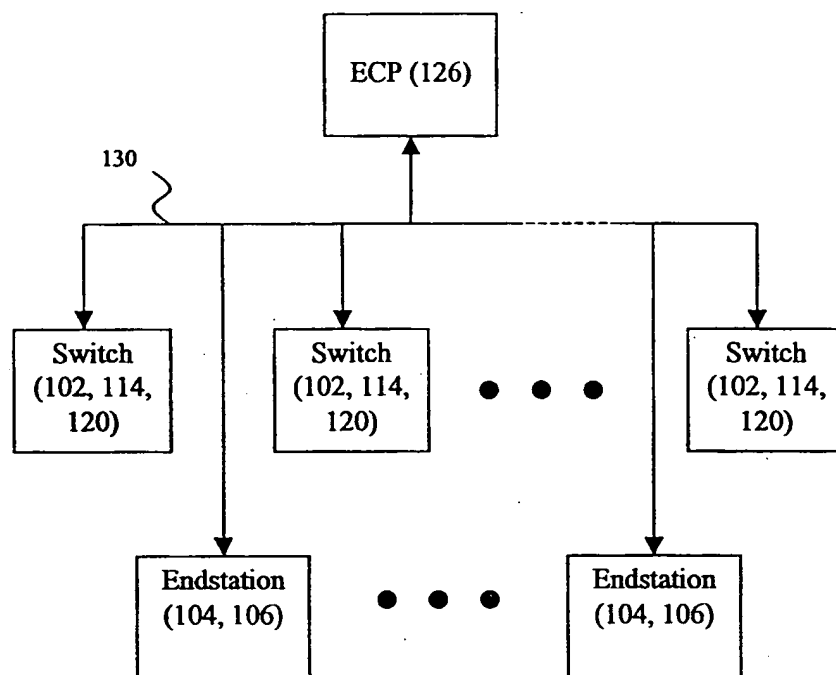 ECP (126)
130
Switch
(102, 114,
120)
Switch
(102, 114,
120)
Switch
(102, 114,
120)
Endstation
(104, 106)
Endstation
(104, 106)